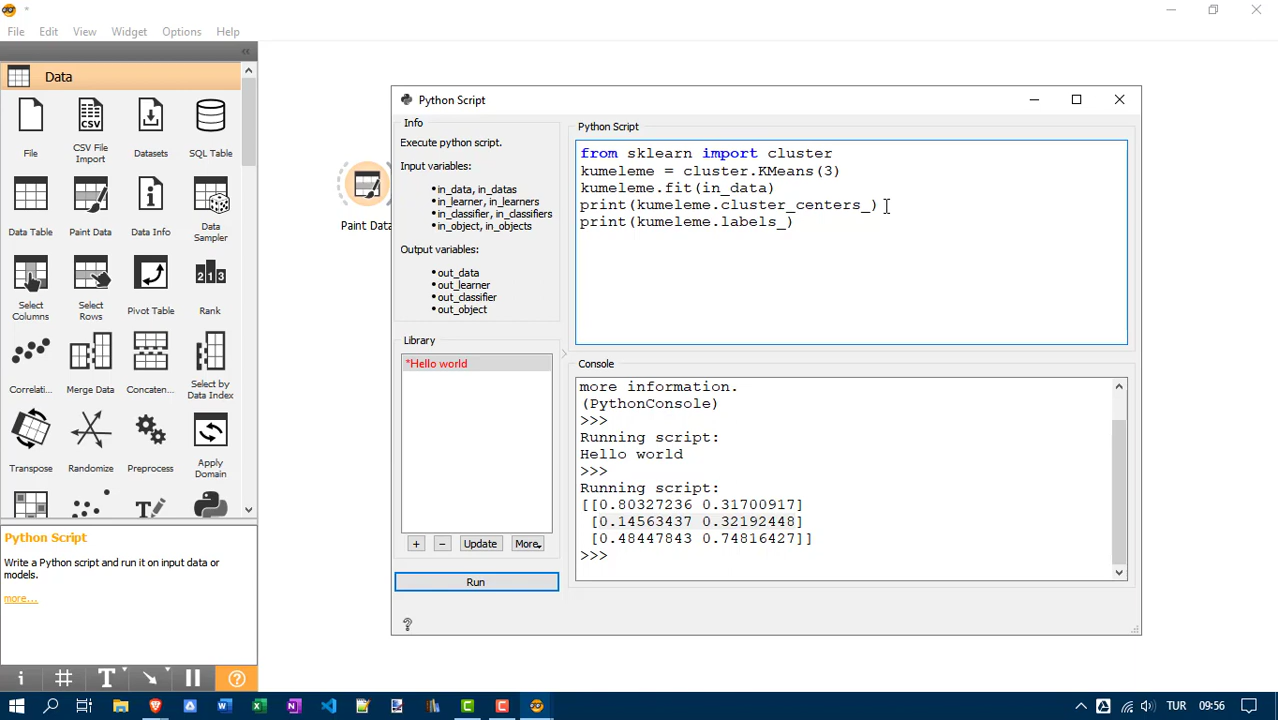 File Edit View Widget Options Help
Data
File
CSV File
Import
Datasets
SQL Table
Data Table
Paint Data
Data Info
Data
Sampler
Select
Columns
Select
Rows
Pivot Table
Rank
Correlati...
Merge Data
Concaten...
Select by
Data Index
Transpose
Randomize
Preprocess
Apply
Domain
Python Script
Write a Python script and run it on input data or
models.
more...
Paint Data
Python Script
Info
Execute python script.
Input variables:
• in_data, in_datas
• in_learner, in_learners
• in_classifier, in_classifiers
• in_object, in_objects
Output variables:
• out_data
• out_learner
• out_classifier
• out_object
Library
*Hello world
+ − Update More
Run
?
Python Script
from sklearn import cluster
kumeleme = cluster.KMeans(3)
kumeleme.fit(in_data)
print(kumeleme.cluster_centers_)
print(kumeleme.labels_)
Console
more information.
(PythonConsole)
>>>
Running script:
Hello world
>>>
Running script:
[[0.80327236 0.31700917]
[0.14563437 0.32192448]
[0.48447843 0.74816427]]
>>>
TUR 09:56